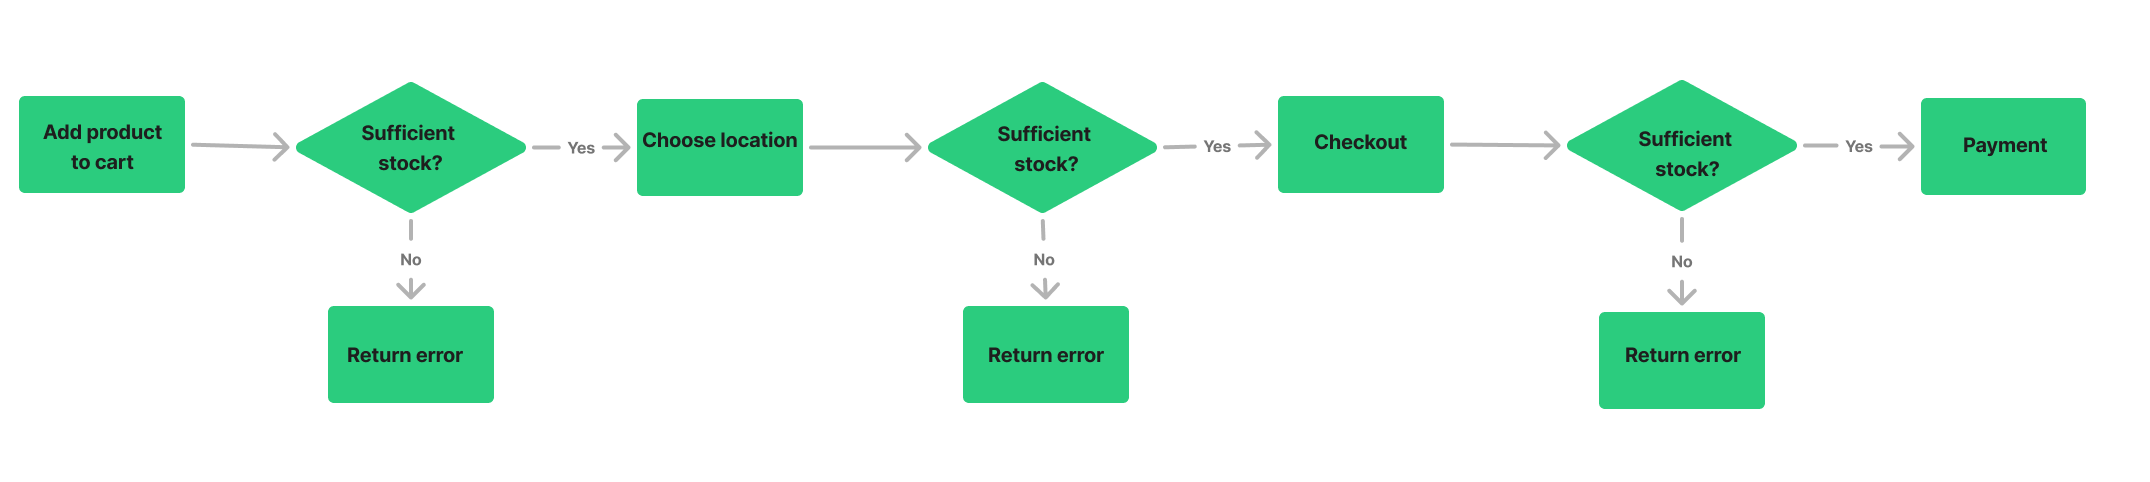 Add product
to cart
Sufficient
stock?
Yes
Choose location
Sufficient
stock?
Yes
Checkout
Sufficient
stock?
Yes
Payment
No
No
No
Return error
Return error
Return error